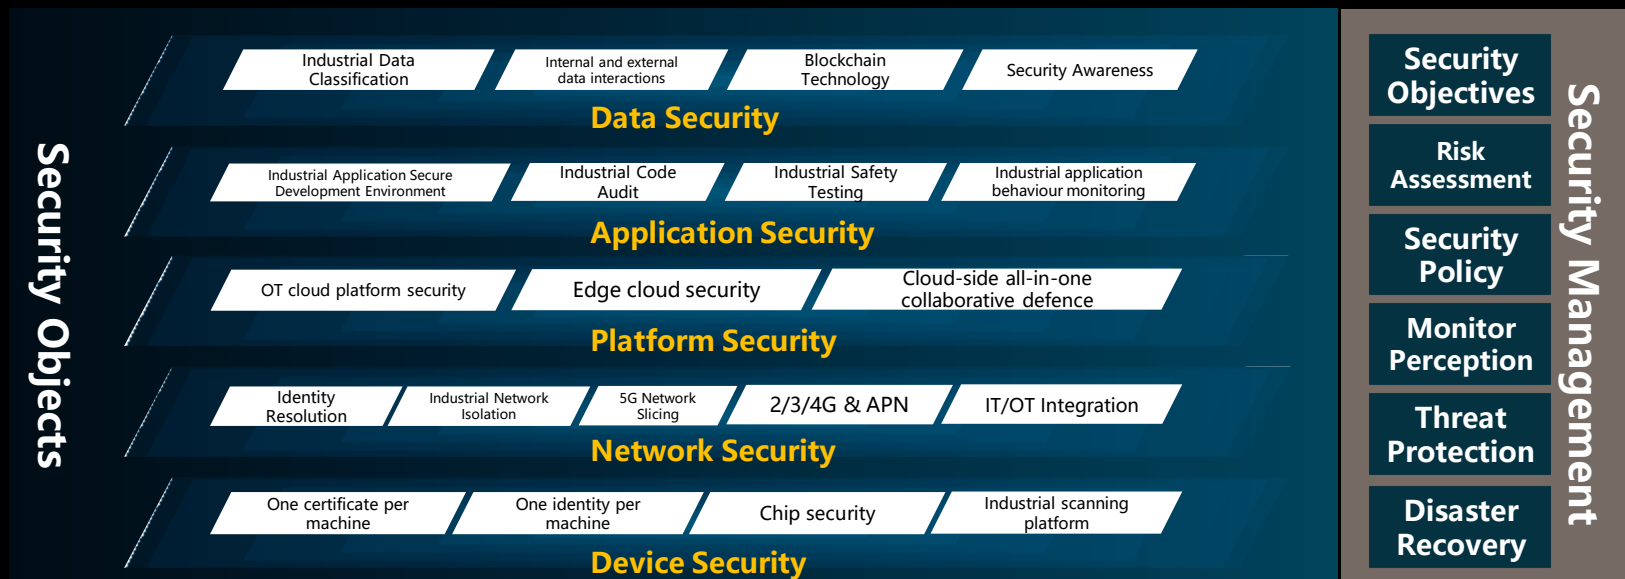 Security Objects
Industrial Data
Classification
Internal and external
data interactions
Blockchain
Technology
Security Awareness
Data Security
Industrial Application Secure
Development Environment
Industrial Code
Audit
Industrial Safety
Testing
Industrial application
behaviour monitoring
Application Security
OT cloud platform security
Edge cloud security
Cloud-side all-in-one
collaborative defence
Platform Security
Identity
Resolution
Industrial Network
Isolation
5G Network
Slicing
2/3/4G & APN
IT/OT Integration
Network Security
One certificate per
machine
One identity per
machine
Chip security
Industrial scanning
platform
Device Security
Security
Objectives
Risk
Assessment
Security
Policy
Monitor
Perception
Threat
Protection
Disaster
Recovery
Security Management